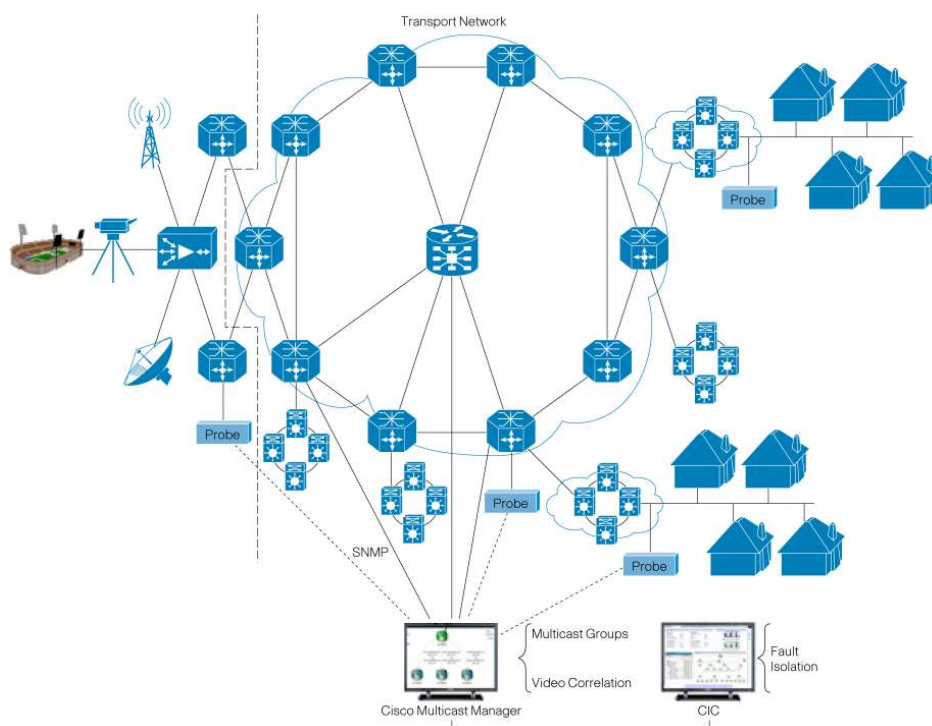 Transport Network
Probe
Probe
Probe
Probe
SNMP
Multicast Groups
Video Correlation
Fault
Isolation
Cisco Multicast Manager
CIC